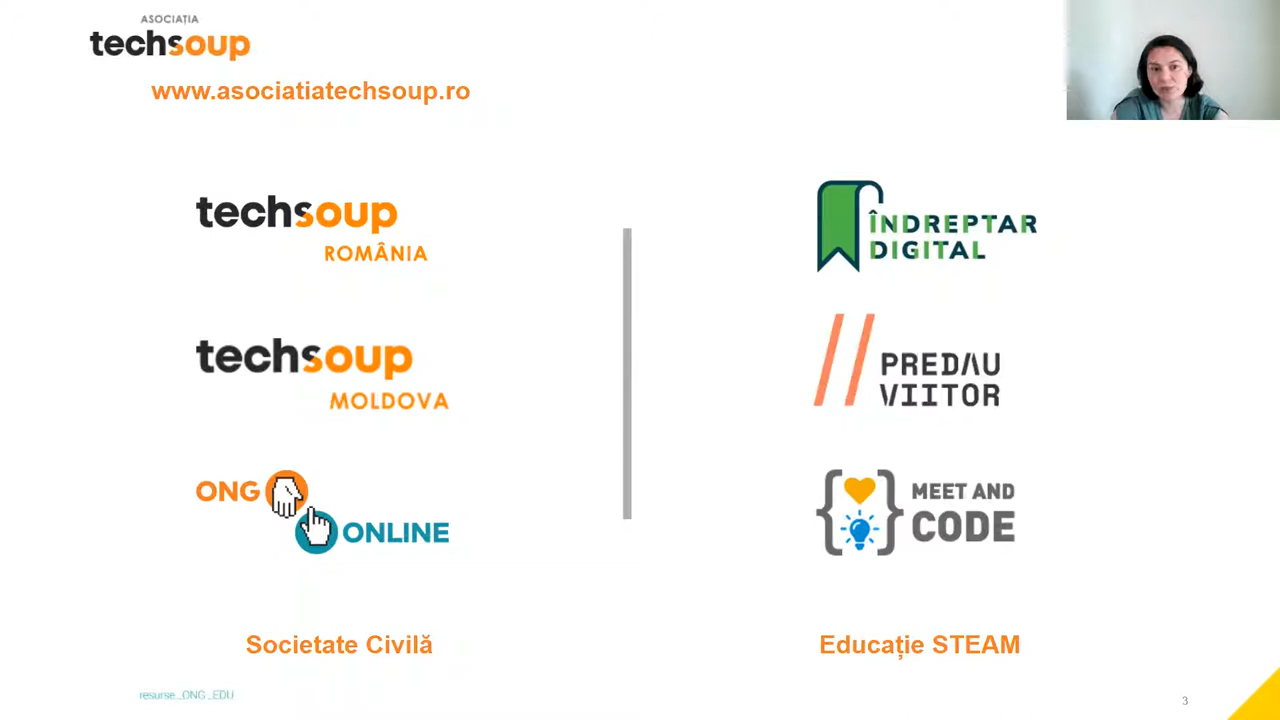 ASOCIAȚIA
techsoup
www.asociatiatechsoup.ro
techsoup
ROMÂNIA
techsoup
MOLDOVA
ONG
ONLINE
Societate Civilă
ÎNDREPTAR
DIGITAL
PREDAU
VIITOR
MEET AND
CODE
Educație STEAM
resurse_ONG_EDU
3